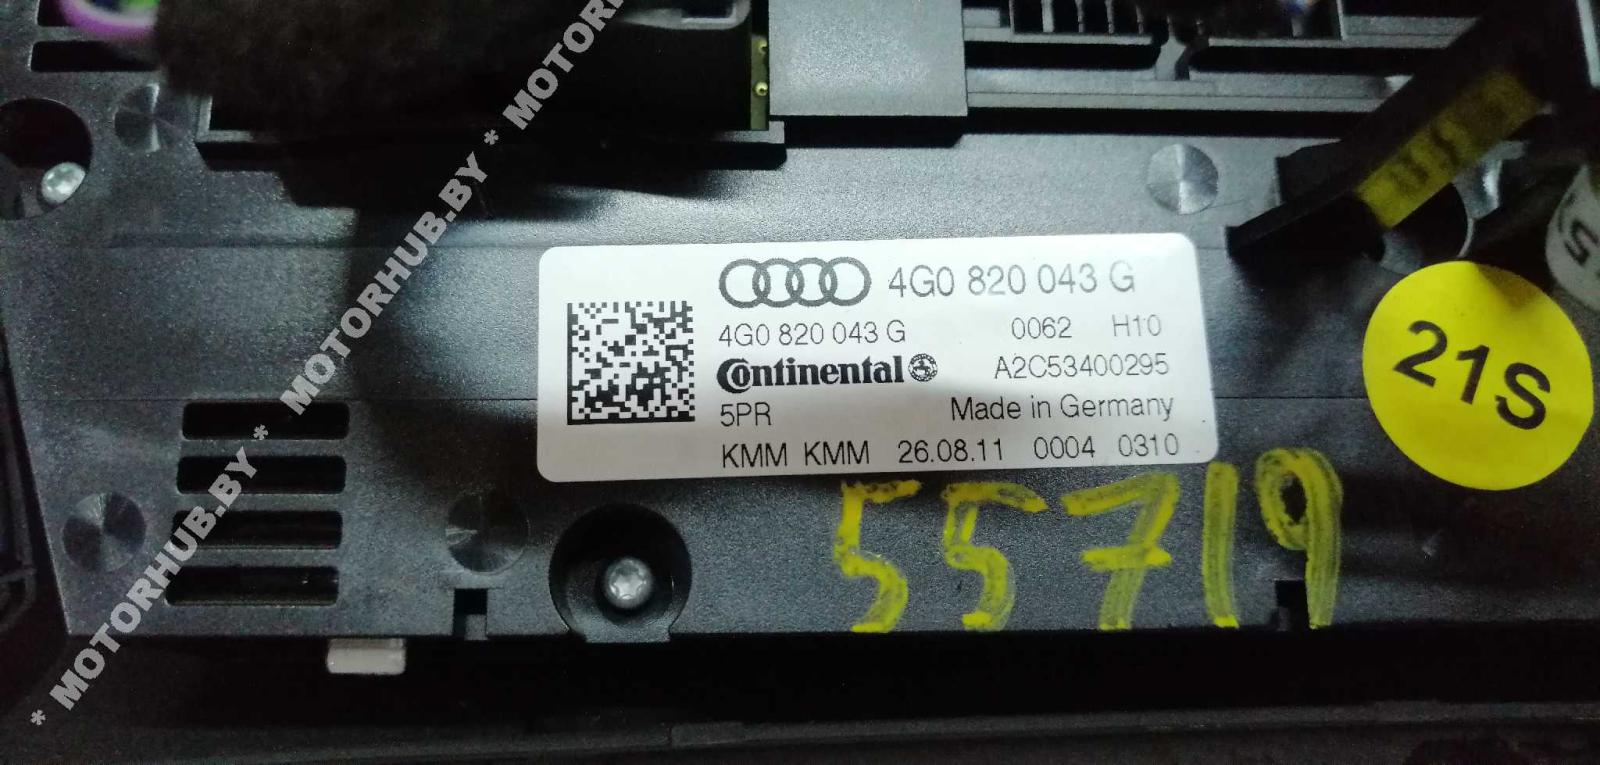 4G0 820 043 G
4G0 820 043 G 0062 H10
Continental A2C53400295
5PR Made in Germany
KMM KMM 26.08.11 0004 0310
21S
55719
* MOTORHUB.BY * MOTORHUB.BY * MOTORHUB.BY * MOTORHUB